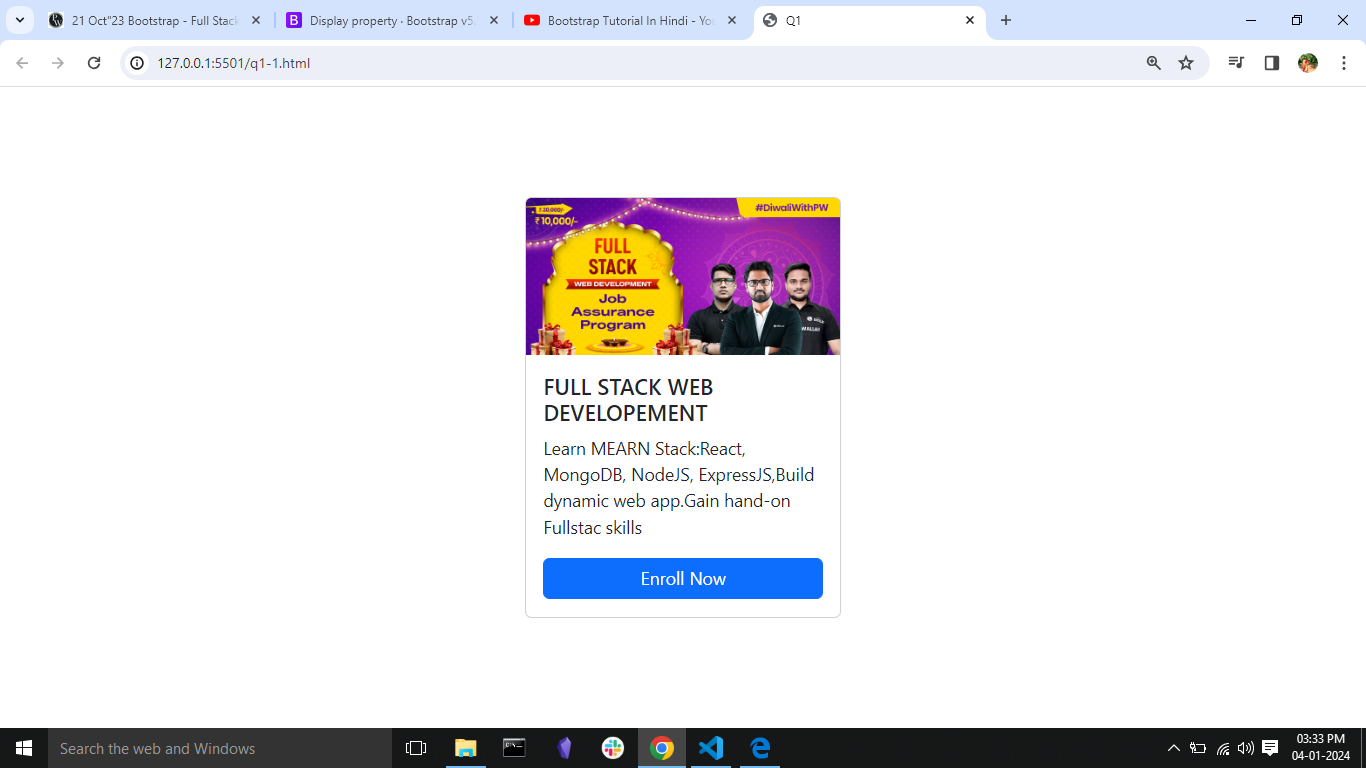 21 Oct"23 Bootstrap - Full Stack
Display property · Bootstrap v5.
Bootstrap Tutorial In Hindi - You
Q1
127.0.0.1:5501/q1-1.html
₹ 10,000/-
₹ 10,000/-
#DiwaliWithPW
FULL
STACK
WEB DEVELOPMENT
Job
Assurance
Program
FULL STACK WEB
DEVELOPEMENT
Learn MEARN Stack:React,
MongoDB, NodeJS, ExpressJS,Build
dynamic web app.Gain hand-on
Fullstac skills
Enroll Now
Search the web and Windows
03:33 PM
04-01-2024